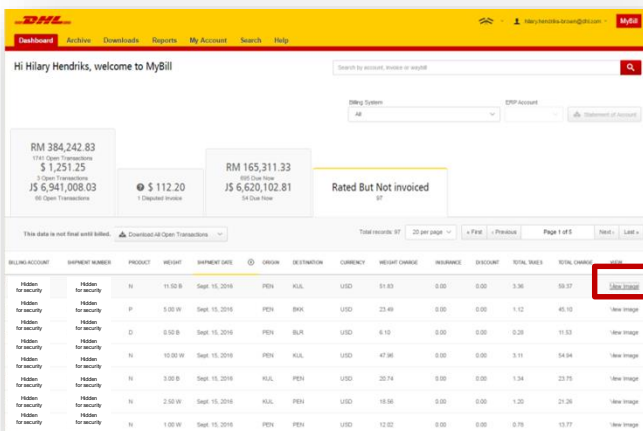 DHL
hilary.hendriks-brown@dhl.com
MyBill
Dashboard Archive Downloads Reports My Account Search Help
Hi Hilary Hendriks, welcome to MyBill
Search by account, invoice or waybill
Billing System ERP Account
All Statement of Account
RM 384,242.83
1741 Open Transactions
$ 1,251.25
3 Open Transactions
J$ 6,941,008.03
66 Open Transactions
$ 112.20
1 Disputed Invoice
RM 165,311.33
695 Due Now
J$ 6,620,102.81
54 Due Now
Rated But Not invoiced
97
This data is not final until billed. Download All Open Transactions Total records: 97 20 per page « First ‹ Previous Page 1 of 5 Next › Last »
BILLING ACCOUNT SHIPMENT NUMBER PRODUCT WEIGHT SHIPMENT DATE ORIGIN DESTINATION CURRENCY WEIGHT CHARGE INSURANCE DISCOUNT TOTAL TAXES TOTAL CHARGE VIEW
Hidden for security Hidden for security N 11.50 B Sept. 15, 2016 PEN KUL USD 51.83 0.00 0.00 3.36 View Image
Hidden for security Hidden for security P 5.00 W Sept. 15, 2016 PEN BKK USD 23.46 0.00 0.00 1.12 45.10 View Image
Hidden for security Hidden for security D 0.50 B Sept. 15, 2016 PEN BLR USD 6.10 0.00 0.00 0.28 11.53 View Image
Hidden for security Hidden for security N 10.00 W Sept. 15, 2016 PEN KUL USD 47.96 0.00 0.00 3.11 54.94 View Image
Hidden for security Hidden for security N 3.00 B Sept. 15, 2016 KUL PEN USD 20.74 0.00 0.00 1.34 23.75 View Image
Hidden for security Hidden for security N 2.50 W Sept. 15, 2016 KUL PEN USD 18.56 0.00 0.00 1.20 21.26 View Image
Hidden for security Hidden for security N 1.00 W Sept. 15, 2016 KUL PEN USD 12.02 0.00 0.00 0.78 13.77 View Image